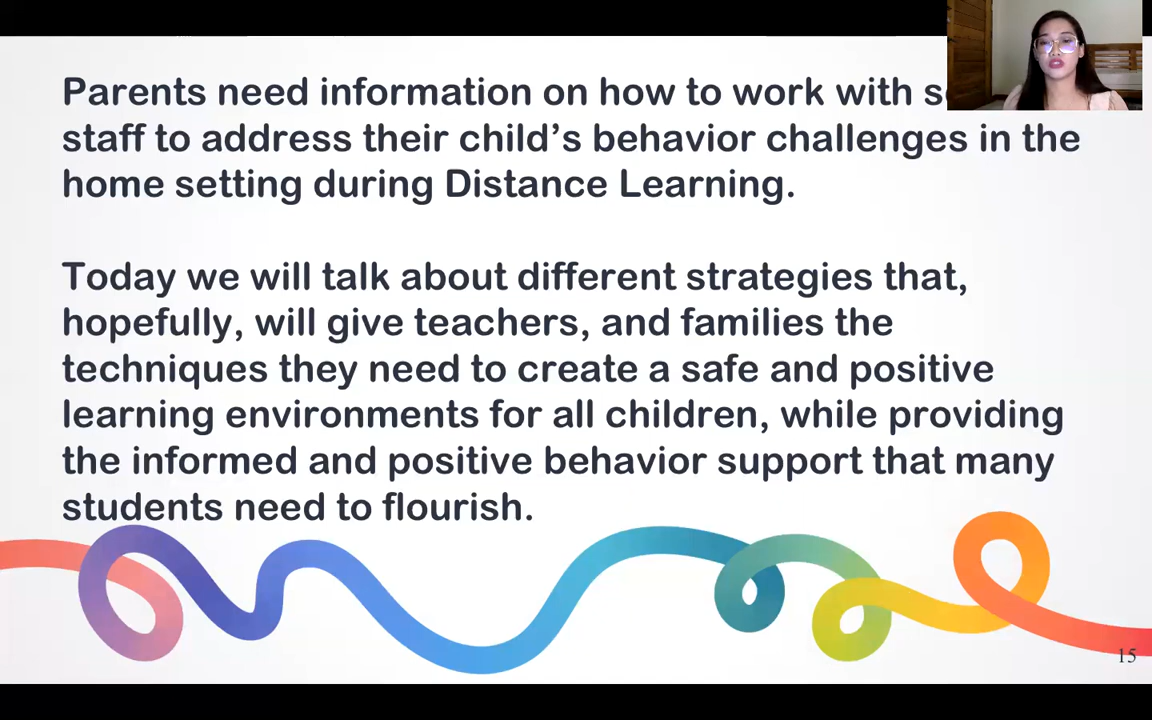 Parents need information on how to work with
staff to address their child's behavior challenges in the
home setting during Distance Learning.
Today we will talk about different strategies that,
hopefully, will give teachers, and families the
techniques they need to create a safe and positive
learning environments for all children, while providing
the informed and positive behavior support that many
students need to flourish.
15